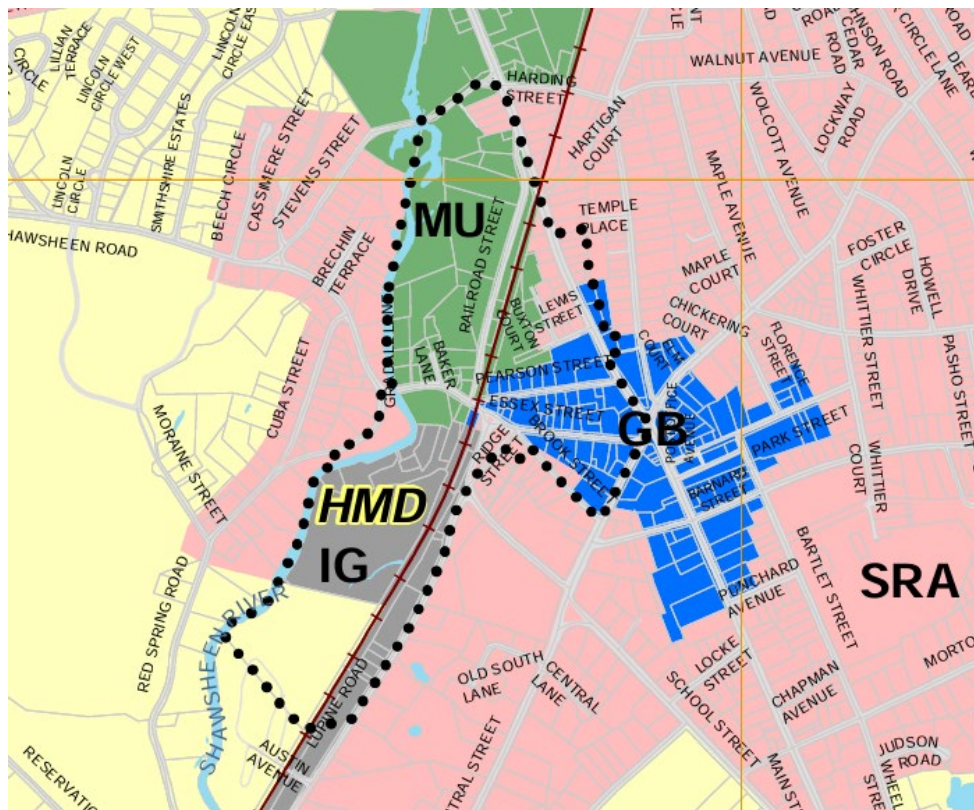 LILLIAN
TERRACE
LINCOLN
CIRCLE EAST
CIRCLE
LINCOLN
CIRCLE WEST
HARDING
STREET
WALNUT AVENUE
CEDAR
ROAD
CIRCLE LANE
SMITHSHIRE ESTATES
BEECH CIRCLE
CASSIMERE STREET
STEVENS STREET
HARTIGAN
COURT
WOLCOTT AVENUE
LOCKWAY
ROAD
LINCOLN
CIRCLE
MAPLE AVENUE
MU
TEMPLE
PLACE
HAWSHEEN ROAD
BRECHIN
TERRACE
RAILROAD STREET
MAPLE
COURT
FOSTER
CIRCLE
HOWELL
DRIVE
LEWIS
STREET
BUXTON
COURT
CHICKERING
COURT
ELM
COURT
FLORENCE
STREET
WHITTIER STREET
PASHO STREET
BAKER
LANE
CUBA STREET
PEARSON STREET
ESSEX STREET
GB
BROOK STREET
RIDGE
STREET
PARK STREET
BARNARD
STREET
WHITTIER
COURT
MORAINE STREET
HMD
IG
SRA
PUNCHARD
AVENUE
BARTLET STREET
RED SPRING ROAD
SHAWSHEEN RIVER
LOCKE
STREET
OLD SOUTH
LANE
CENTRAL
LANE
SCHOOL STREET
CHAPMAN
AVENUE
MORTO
LUPINE ROAD
AUSTIN
AVENUE
RESERVATI
TRAL STREET
MAIN ST
JUDSON
ROAD
WHEE